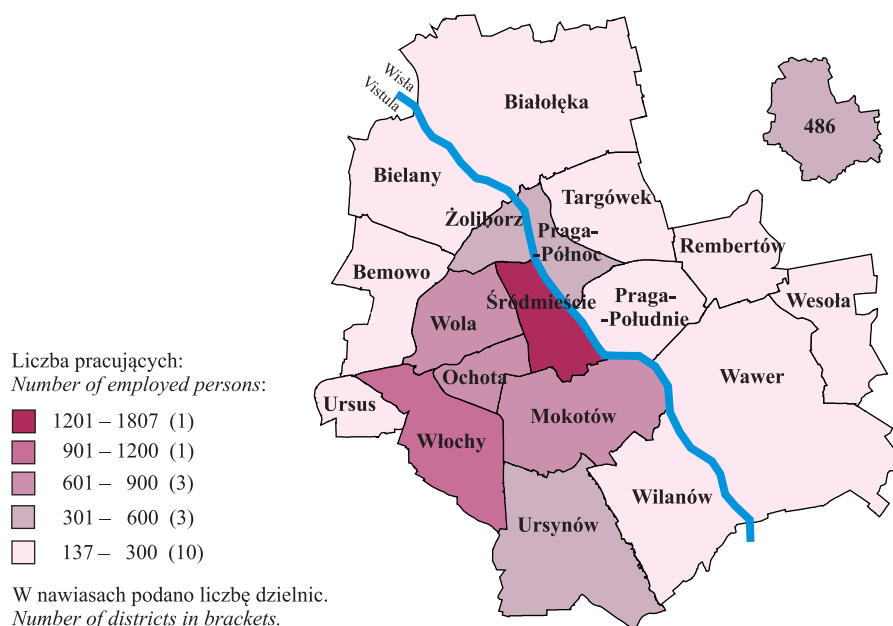 Wisła
Vistula
Białołęka
486
Bielany
Targówek
Żoliborz
Praga-
-Północ
Rembertów
Bemowo
Wesoła
Śródmieście
Praga-
-Południe
Wola
Ochota
Wawer
Ursus
Mokotów
Włochy
Wilanów
Ursynów
Liczba pracujących:
Number of employed persons:
1201 – 1807 (1)
901 – 1200 (1)
601 – 900 (3)
301 – 600 (3)
137 – 300 (10)
W nawiasach podano liczbę dzielnic.
Number of districts in brackets.